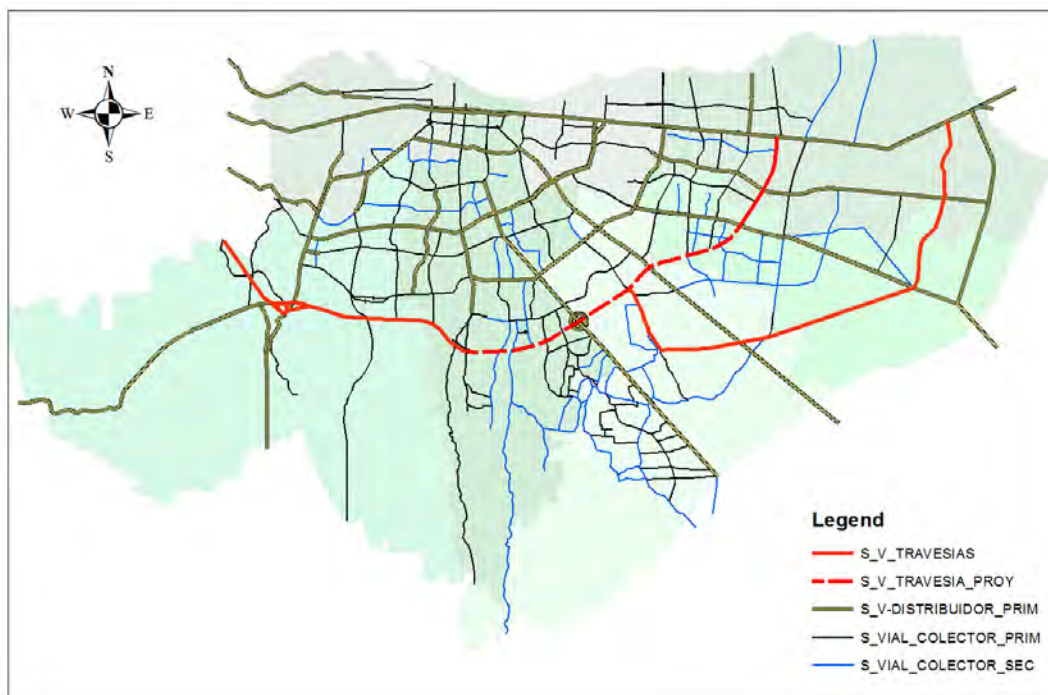 N
W E
S
Legend
S_V_TRAVESIAS
S_V_TRAVESIA_PROY
S_V-DISTRIBUIDOR_PRIM
S_VIAL_COLECTOR_PRIM
S_VIAL_COLECTOR_SEC